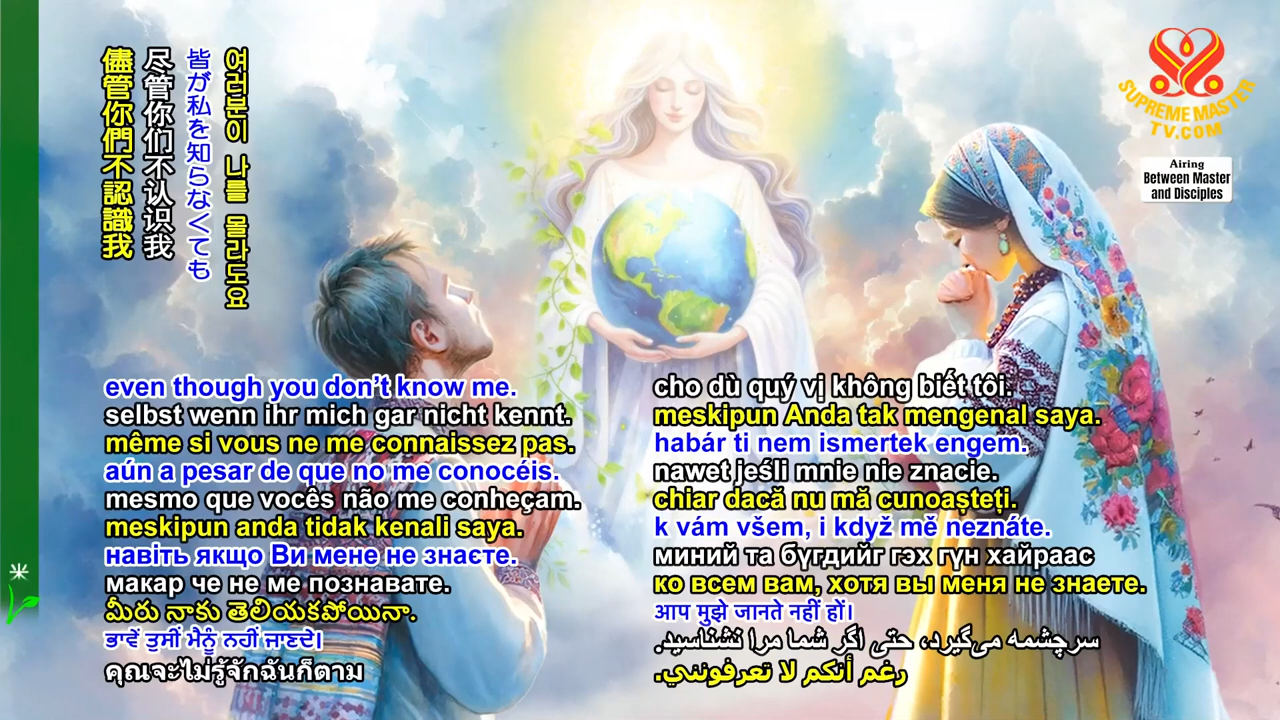 儘管你們不認識我
尽管你们不认识我
皆が私を知らなくても
여러분이 나를 몰라도요
SUPREME MASTER
TV.COM
Airing
Between Master
and Disciples
even though you don’t know me.
selbst wenn ihr mich gar nicht kennt.
même si vous ne me connaissez pas.
aún a pesar de que no me conocéis.
mesmo que vocês não me conheçam.
meskipun anda tidak kenali saya.
навіть якщо Ви мене не знаєте.
макар че не ме познавате.
మీరు నాకు తెలియకపోయినా.
ਭਾਵੇਂ ਤੁਸੀਂ ਮੈਨੂੰ ਨਹੀਂ ਜਾਣਦੇ।
คุณจะไม่รู้จักฉันก็ตาม
cho dù quý vị không biết tôi.
meskipun Anda tak mengenal saya.
habár ti nem ismertek engem.
nawet jeśli mnie nie znacie.
chiar dacă nu mă cunoașteți.
k vám všem, i když mě neznáte.
миний та бүгдийг гэх гүн хайраас
ко всем вам, хотя вы меня не знаете.
आप मुझे जानते नहीं हों।
سرچشمه می‌گیرد، حتی اگر شما مرا نشناسید.
رغم أنكم لا تعرفونني.